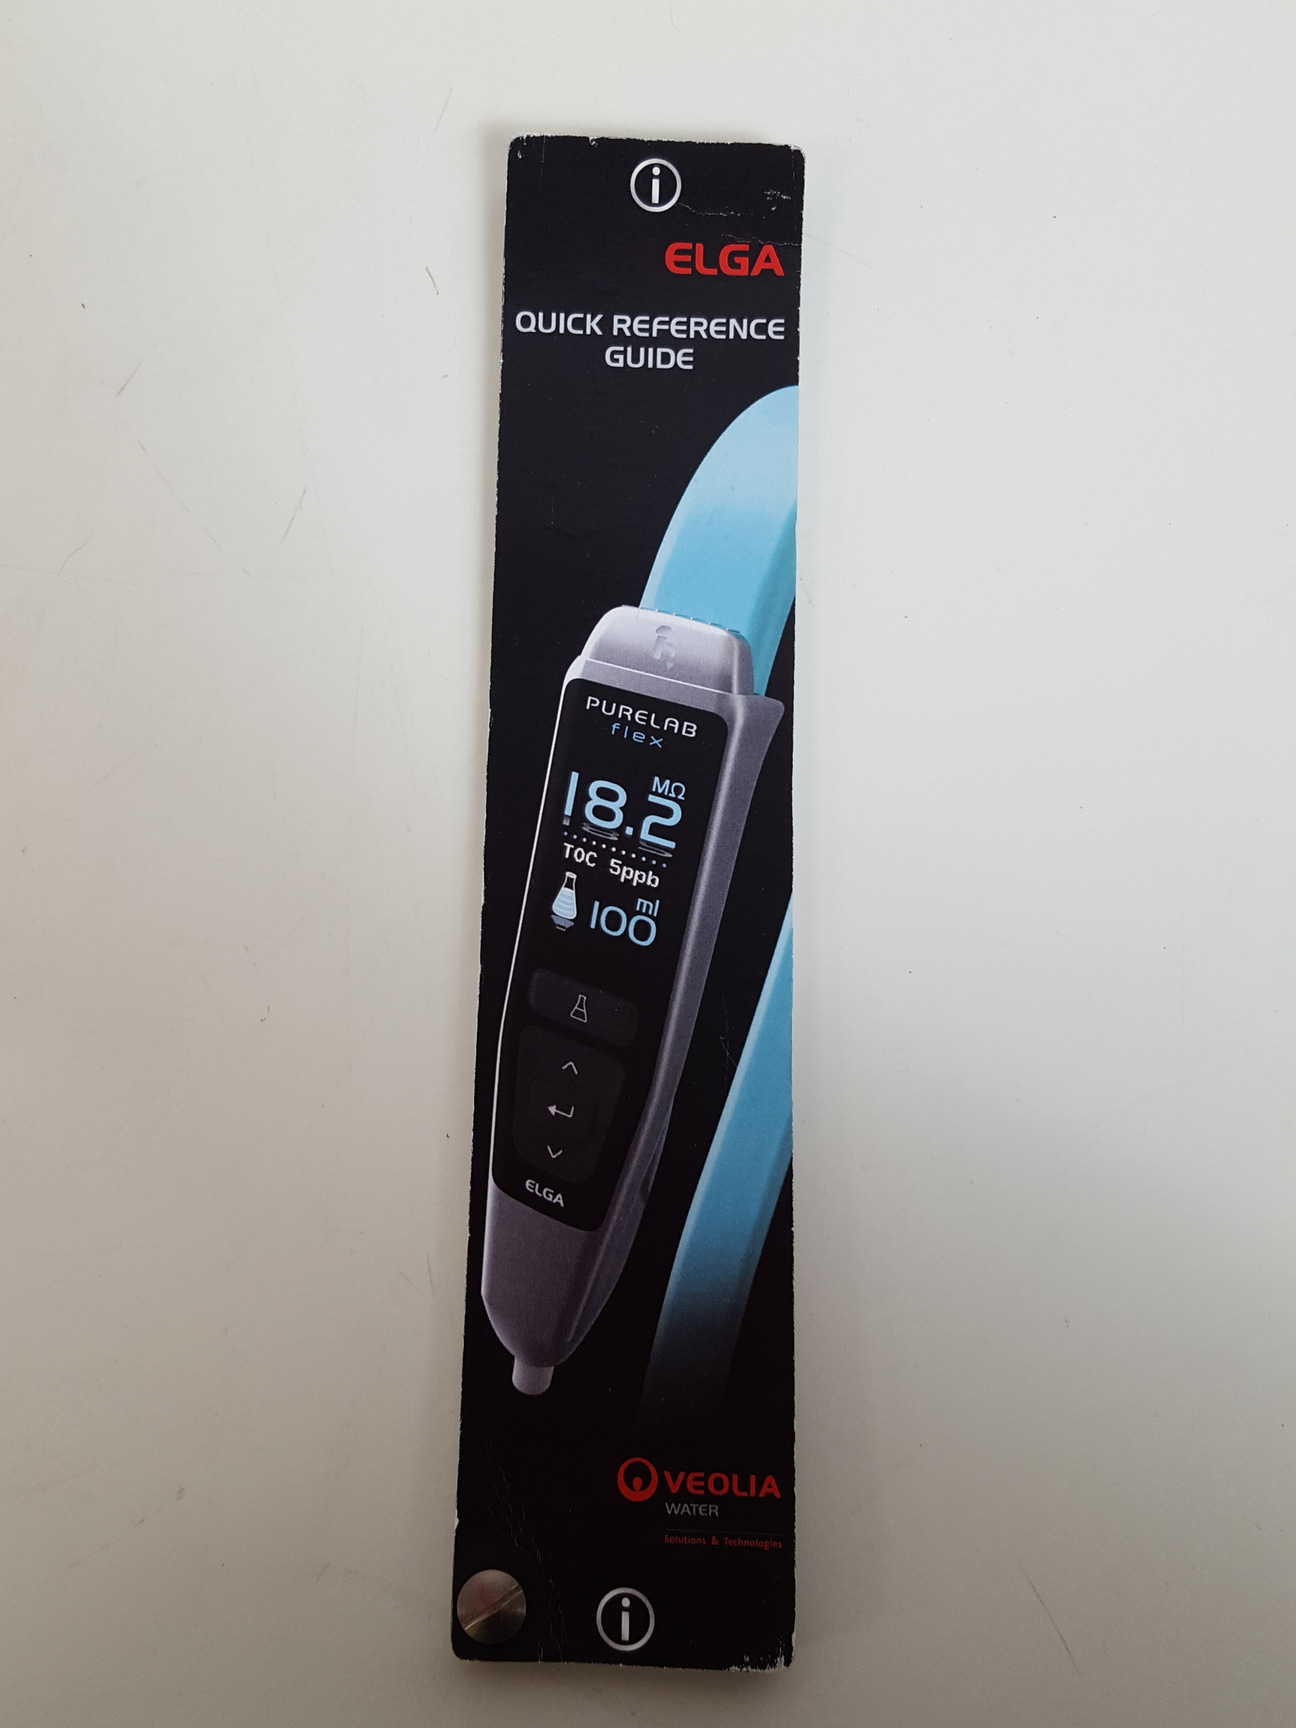 i
ELGA
QUICK REFERENCE
GUIDE
PURELAB
flex
18.2 MΩ
TOC 5ppb
100 ml
ELGA
VEOLIA
WATER
Solutions & Technologies
i